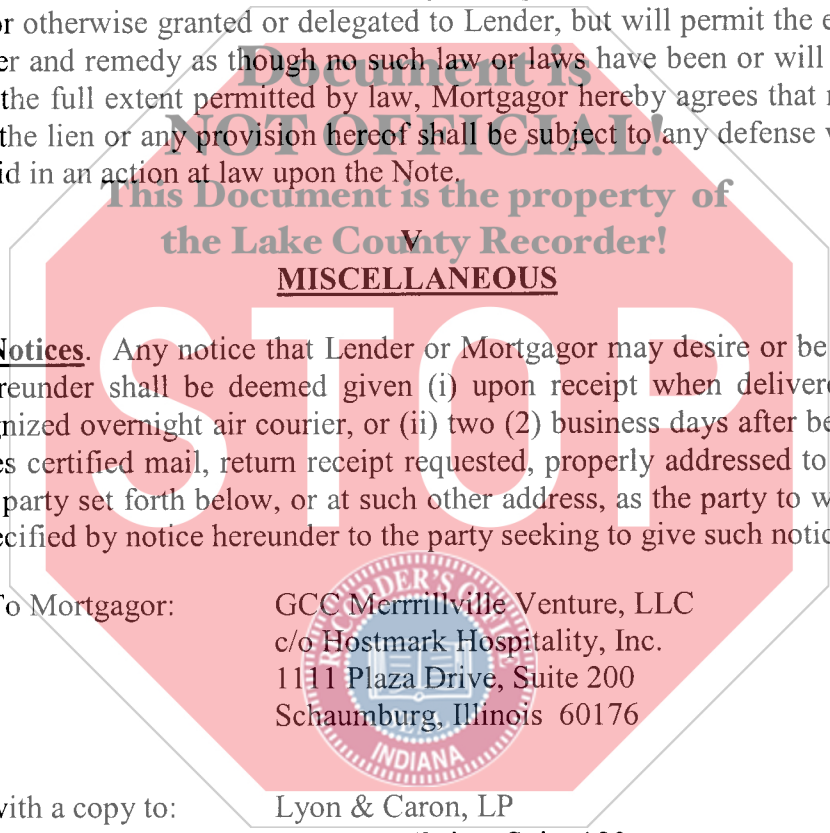 or otherwise granted or delegated to Lender, but will permit the
er and remedy as though no such law or laws have been or will
Document is
the full extent permitted by law, Mortgagor hereby agrees that
the lien or any provision hereof shall be subject to any defense
NOT OFFICIAL!
id in an action at law upon the Note.
This Document is the property of
the Lake County Recorder!
V
MISCELLANEOUS
STOP
Notices. Any notice that Lender or Mortgagor may desire or be
reunder shall be deemed given (i) upon receipt when delivere
gnized overnight air courier, or (ii) two (2) business days after be
es certified mail, return receipt requested, properly addressed to
party set forth below, or at such other address, as the party to w
ecified by notice hereunder to the party seeking to give such notic
To Mortgagor: GCC Merrrillville Venture, LLC
c/o Hostmark Hospitality, Inc.
1111 Plaza Drive, Suite 200
Schaumburg, Illinois 60176
RECORDER'S OFFICE
INDIANA
with a copy to: Lyon & Caron, LP